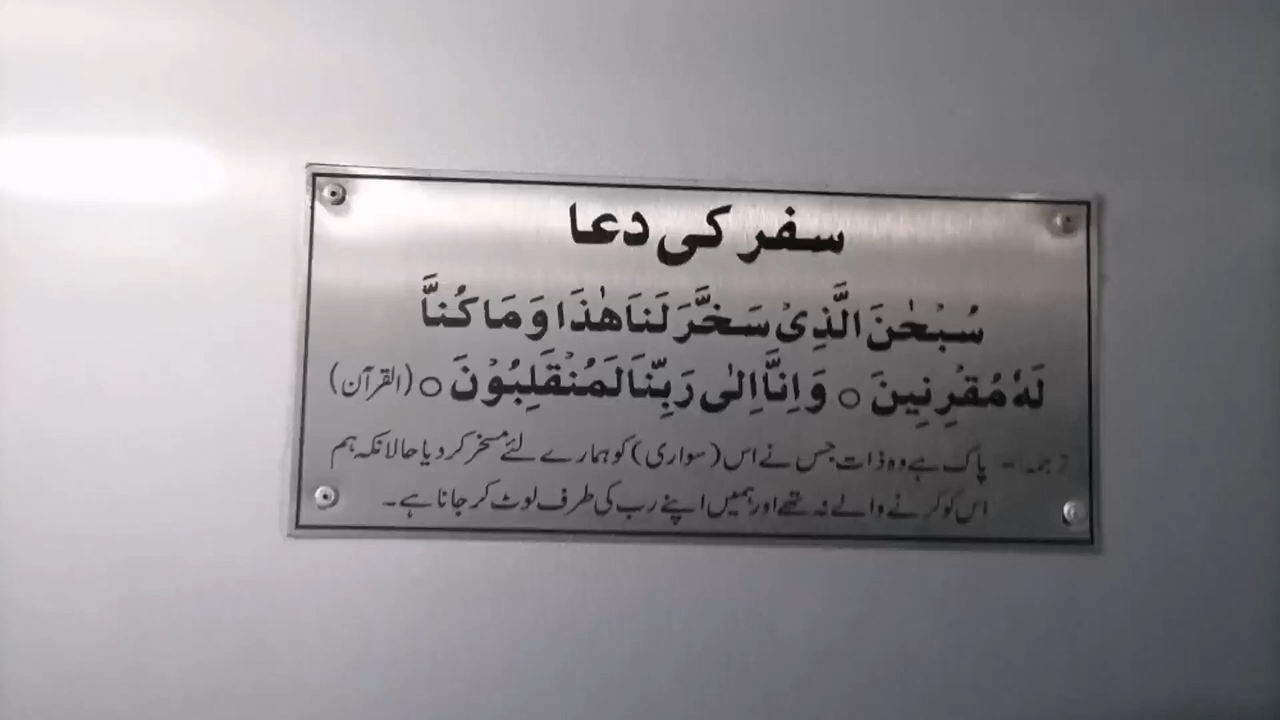 سفر کی دعا
سُبْحٰنَ الَّذِیْ سَخَّرَ لَنَا هٰذَا وَمَا كُنَّا
لَهٗ مُقْرِنِينَ ○ وَاِنَّا اِلٰى رَبِّنَا لَمُنْقَلِبُوْنَ ○ (القرآن)
ترجمہ:- پاک ہے وہ ذات جس نے اس (سواری) کو ہمارے لئے مسخر کر دیا حالانکہ ہم
اس کو کرنے والے نہ تھے اور ہمیں اپنے رب کی طرف لوٹ کر جانا ہے۔